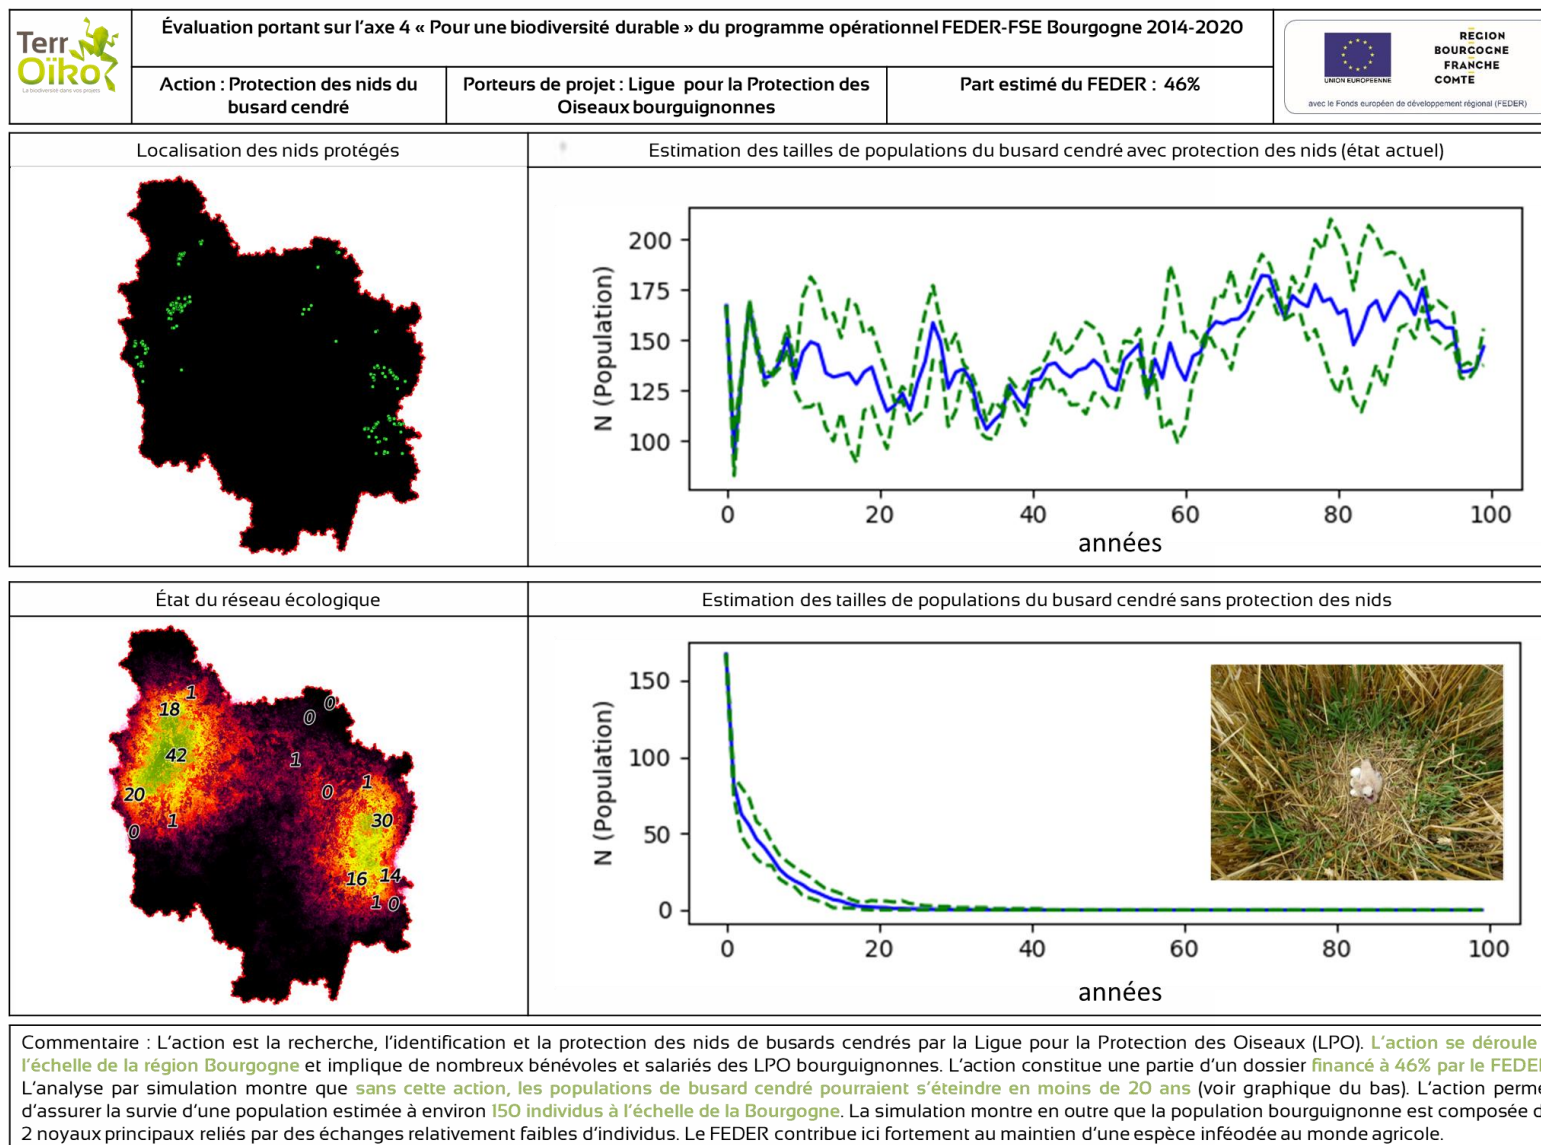 Évaluation portant sur l'axe 4 « Pour une biodiversité durable » du programme opérationnel FEDER-FSE Bourgogne 2014-2020
Terr
Oïko
La biodiversité dans vos projets
Action : Protection des nids du
busard cendré
Porteurs de projet : Ligue pour la Protection des
Oiseaux bourguignonnes
Part estimé du FEDER : 46%
UNION EUROPEENNE
REGION
BOURGOGNE
FRANCHE
COMTE
avec le Fonds européen de développement régional (FEDER)
Localisation des nids protégés
Estimation des tailles de populations du busard cendré avec protection des nids (état actuel)
N (Population)
200
175
150
125
100
0 20 40 60 80 100
années
État du réseau écologique
1
18
42
20
0
1
0
0
1
0
1
30
16
14
1
0
Estimation des tailles de populations du busard cendré sans protection des nids
N (Population)
150
100
50
0
0 20 40 60 80 100
années
Commentaire : L'action est la recherche, l'identification et la protection des nids de busards cendrés par la Ligue pour la Protection des Oiseaux (LPO). L'action se déroule
l'échelle de la région Bourgogne et implique de nombreux bénévoles et salariés des LPO bourguignonnes. L'action constitue une partie d'un dossier financé à 46% par le FEDE
L'analyse par simulation montre que sans cette action, les populations de busard cendré pourraient s'éteindre en moins de 20 ans (voir graphique du bas). L'action perme
d'assurer la survie d'une population estimée à environ 150 individus à l'échelle de la Bourgogne. La simulation montre en outre que la population bourguignonne est composée d
2 noyaux principaux reliés par des échanges relativement faibles d'individus. Le FEDER contribue ici fortement au maintien d'une espèce inféodée au monde agricole.